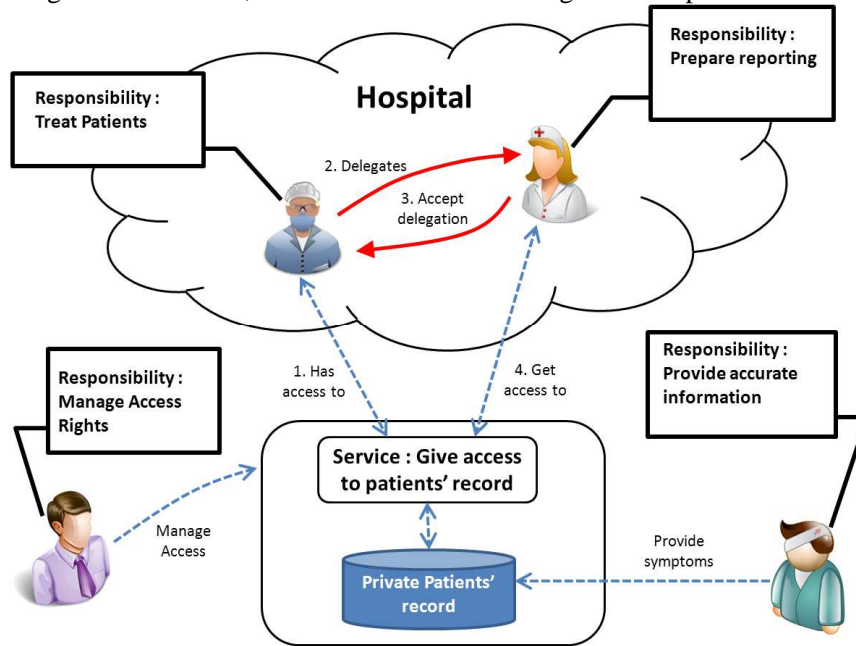 Responsibility :
Prepare reporting
Hospital
Responsibility :
Treat Patients
2. Delegates
3. Accept
delegation
1. Has
access to
4. Get
access to
Responsibility :
Provide accurate
information
Responsibility :
Manage Access
Rights
Service : Give access
to patients’ record
Manage
Access
Provide
symptoms
Private Patients’
record